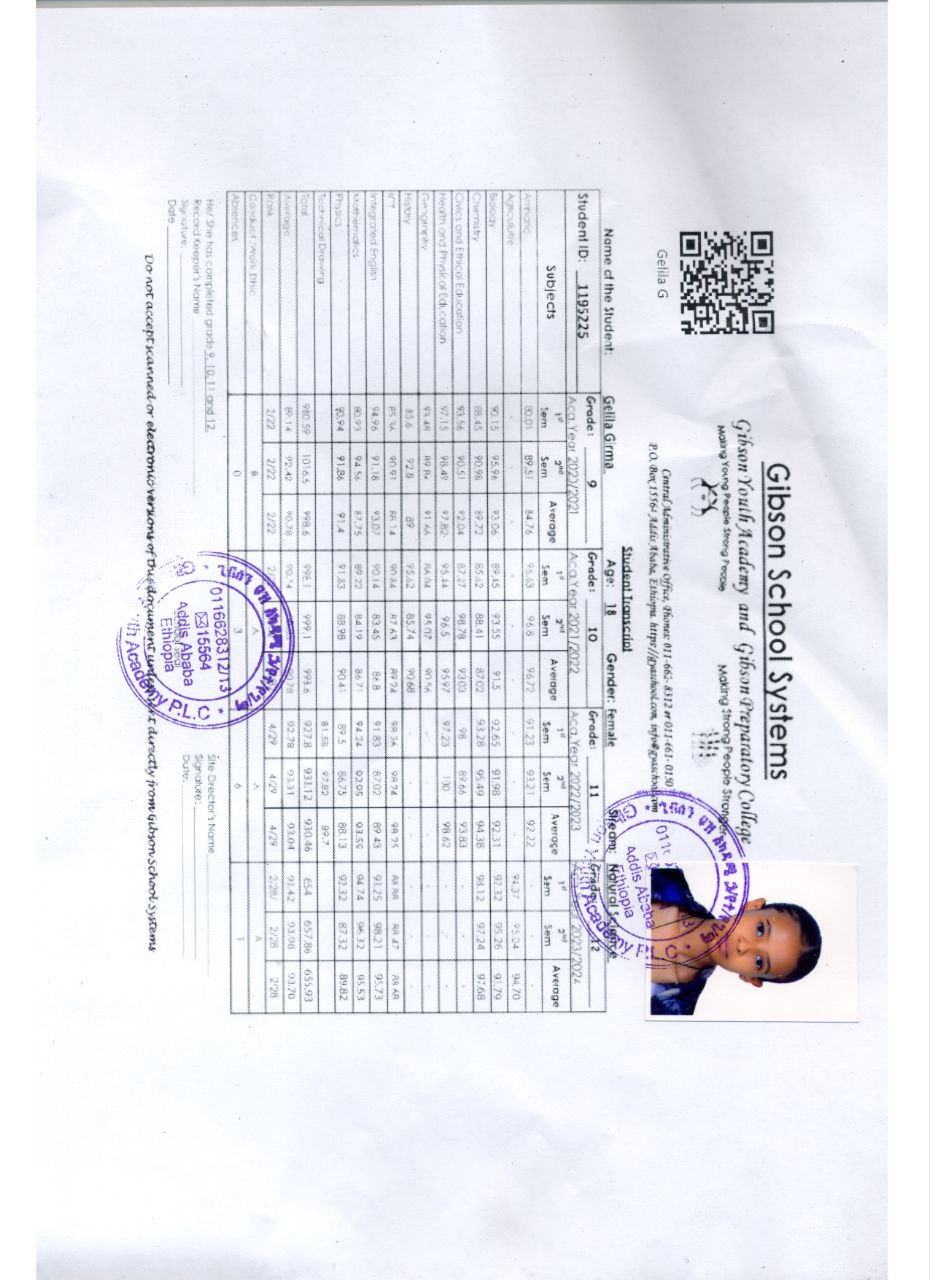 Gibson School Systems
Gibson Youth Academy and Gibson Preparatory College
Making Young People Strong People
Making Strong People Stronger
Gelila G
Central Administrative Office, Phones: 011-662- 8312 or 011-661- 0150
P.O. Box 15564 Addis Ababa, Ethiopia. https://gyaschool.com, info@gyaschool.com
Addis Ababa
Ethiopia
Student Transcript
Name of the Student: Gelila Girma Age: 18 Gender: Female Stream: Natural Science
Student ID: 1195225 Grade: 9 Grade: 10 Grade: 11 Grade: 12
Aca.Year 2020/2021 Aca.Year 2021/2022 Aca.Year 2022/2023 Aca.Year 2023/2024
Subjects 1st Sem 2nd Sem Average 1st Sem 2nd Sem Average 1st Sem 2nd Sem Average 1st Sem 2nd Sem Average
Amharic 80.01 89.51 84.76 96.63 96.8 96.72 91.23 93.21 92.22 - - -
Agriculture - - - - - - - - - 94.37 95.04 94.70
Biology 90.15 95.96 93.06 89.45 93.55 91.5 92.65 91.98 92.31 92.32 95.26 93.79
Chemistry 88.45 90.98 89.72 85.62 88.41 87.02 93.28 95.49 94.38 98.12 97.24 97.68
Civics and Ethical Education 93.56 90.51 92.04 87.27 98.78 93.03 98 89.66 93.83 - - -
Health and Physical Education 97.15 98.49 97.82 95.44 96.5 95.97 97.23 100 98.62 - - -
Geography 93.48 89.84 91.66 86.04 95.07 90.56 - - - - - -
History 85.6 92.8 89 95.62 85.74 90.68 - - - - - -
ICT 85.36 90.91 88.14 90.84 87.63 89.24 98.26 98.24 98.25 88.88 88.47 88.68
Integrated English 94.96 91.18 93.07 90.14 83.45 86.8 91.83 87.02 89.43 93.25 98.21 95.73
Mathematics 80.93 94.56 87.75 89.22 84.19 86.71 94.24 94.74 96.32 95.53
Physics 90.94 91.86 91.4 91.83 88.98 90.41 89.5 86.75 88.13 92.32 87.32 89.82
Technical Drawing 81.58 97.82 89.7
Total 980.59 1016.5 998.6 998.1 999.1 993.6 927.8 933.12 930.46 654 657.86 655.93
Average 89.14 92.42 90.78 90.74 90.78 92.78 93.31 93.04 93.42 93.98 93.70
Rank 2/22 2/22 2/22 4/29 4/29 4/29 2/28/ 2/28 2/28
Conduct /Work Ethic B A A A
Absences 0 3 6 1
He/ She has completed grade 9, 10, 11 and 12.
Record Keeper's Name
Signature:
Date
Site Director's Name
Signature:
Date:
0116628312/13
15564
Addis Ababa
Ethiopia
School seal
Do not accept scanned or electronic versions of this document unless sent directly from Gibson School Systems